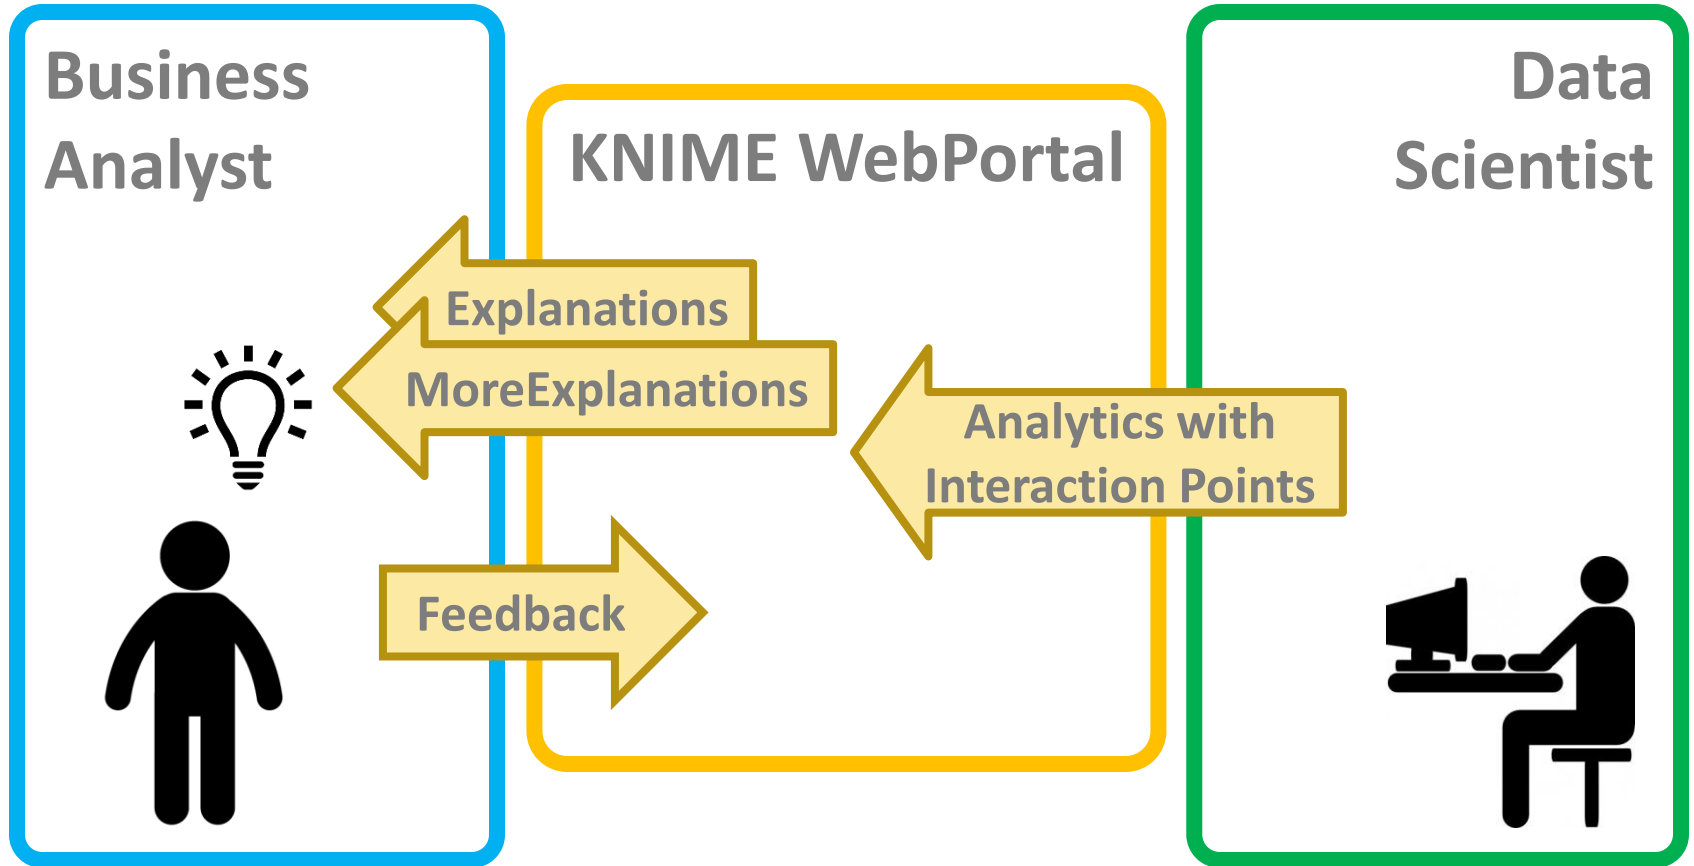 Business
Analyst
KNIME WebPortal
Data
Scientist
Explanations
MoreExplanations
Analytics with
Interaction Points
Feedback